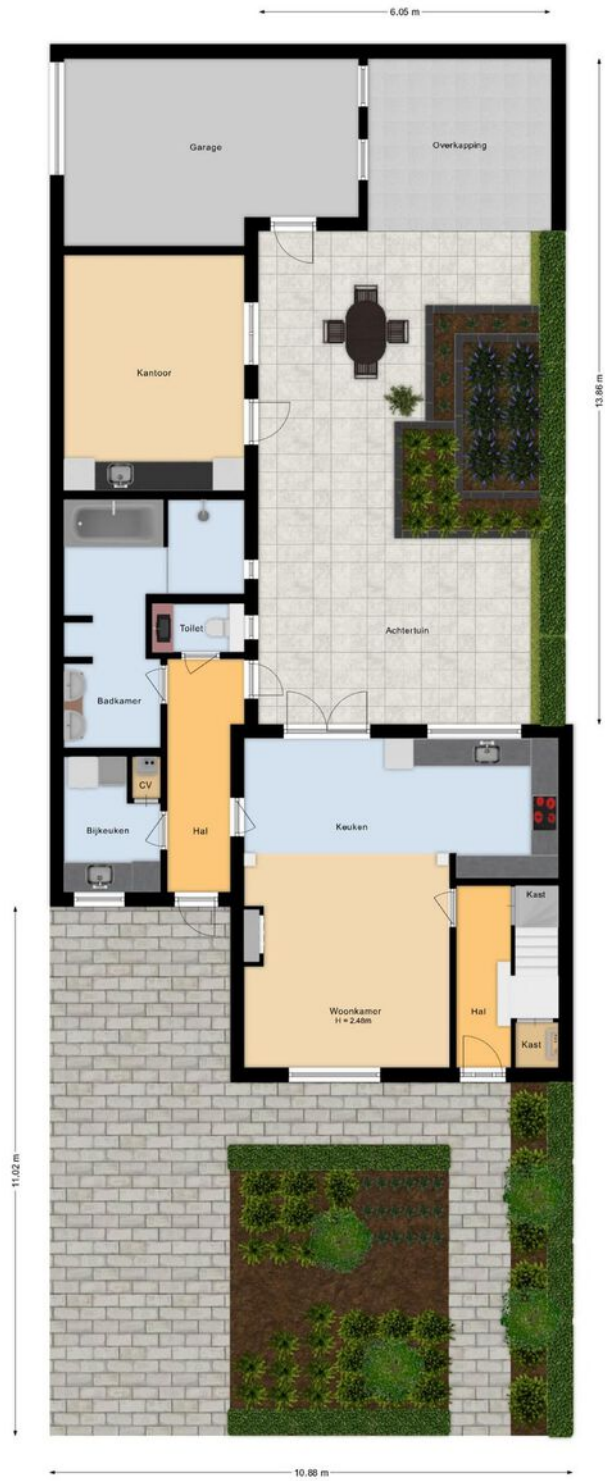 6.05 m
Garage
Overkapping
13.86 m
Kantoor
Toilet
Achtertuin
Badkamer
CV
Bijkeuken
Hal
Keuken
Kast
Woonkamer
H = 2.48m
Hal
Kast
11.02 m
10.88 m